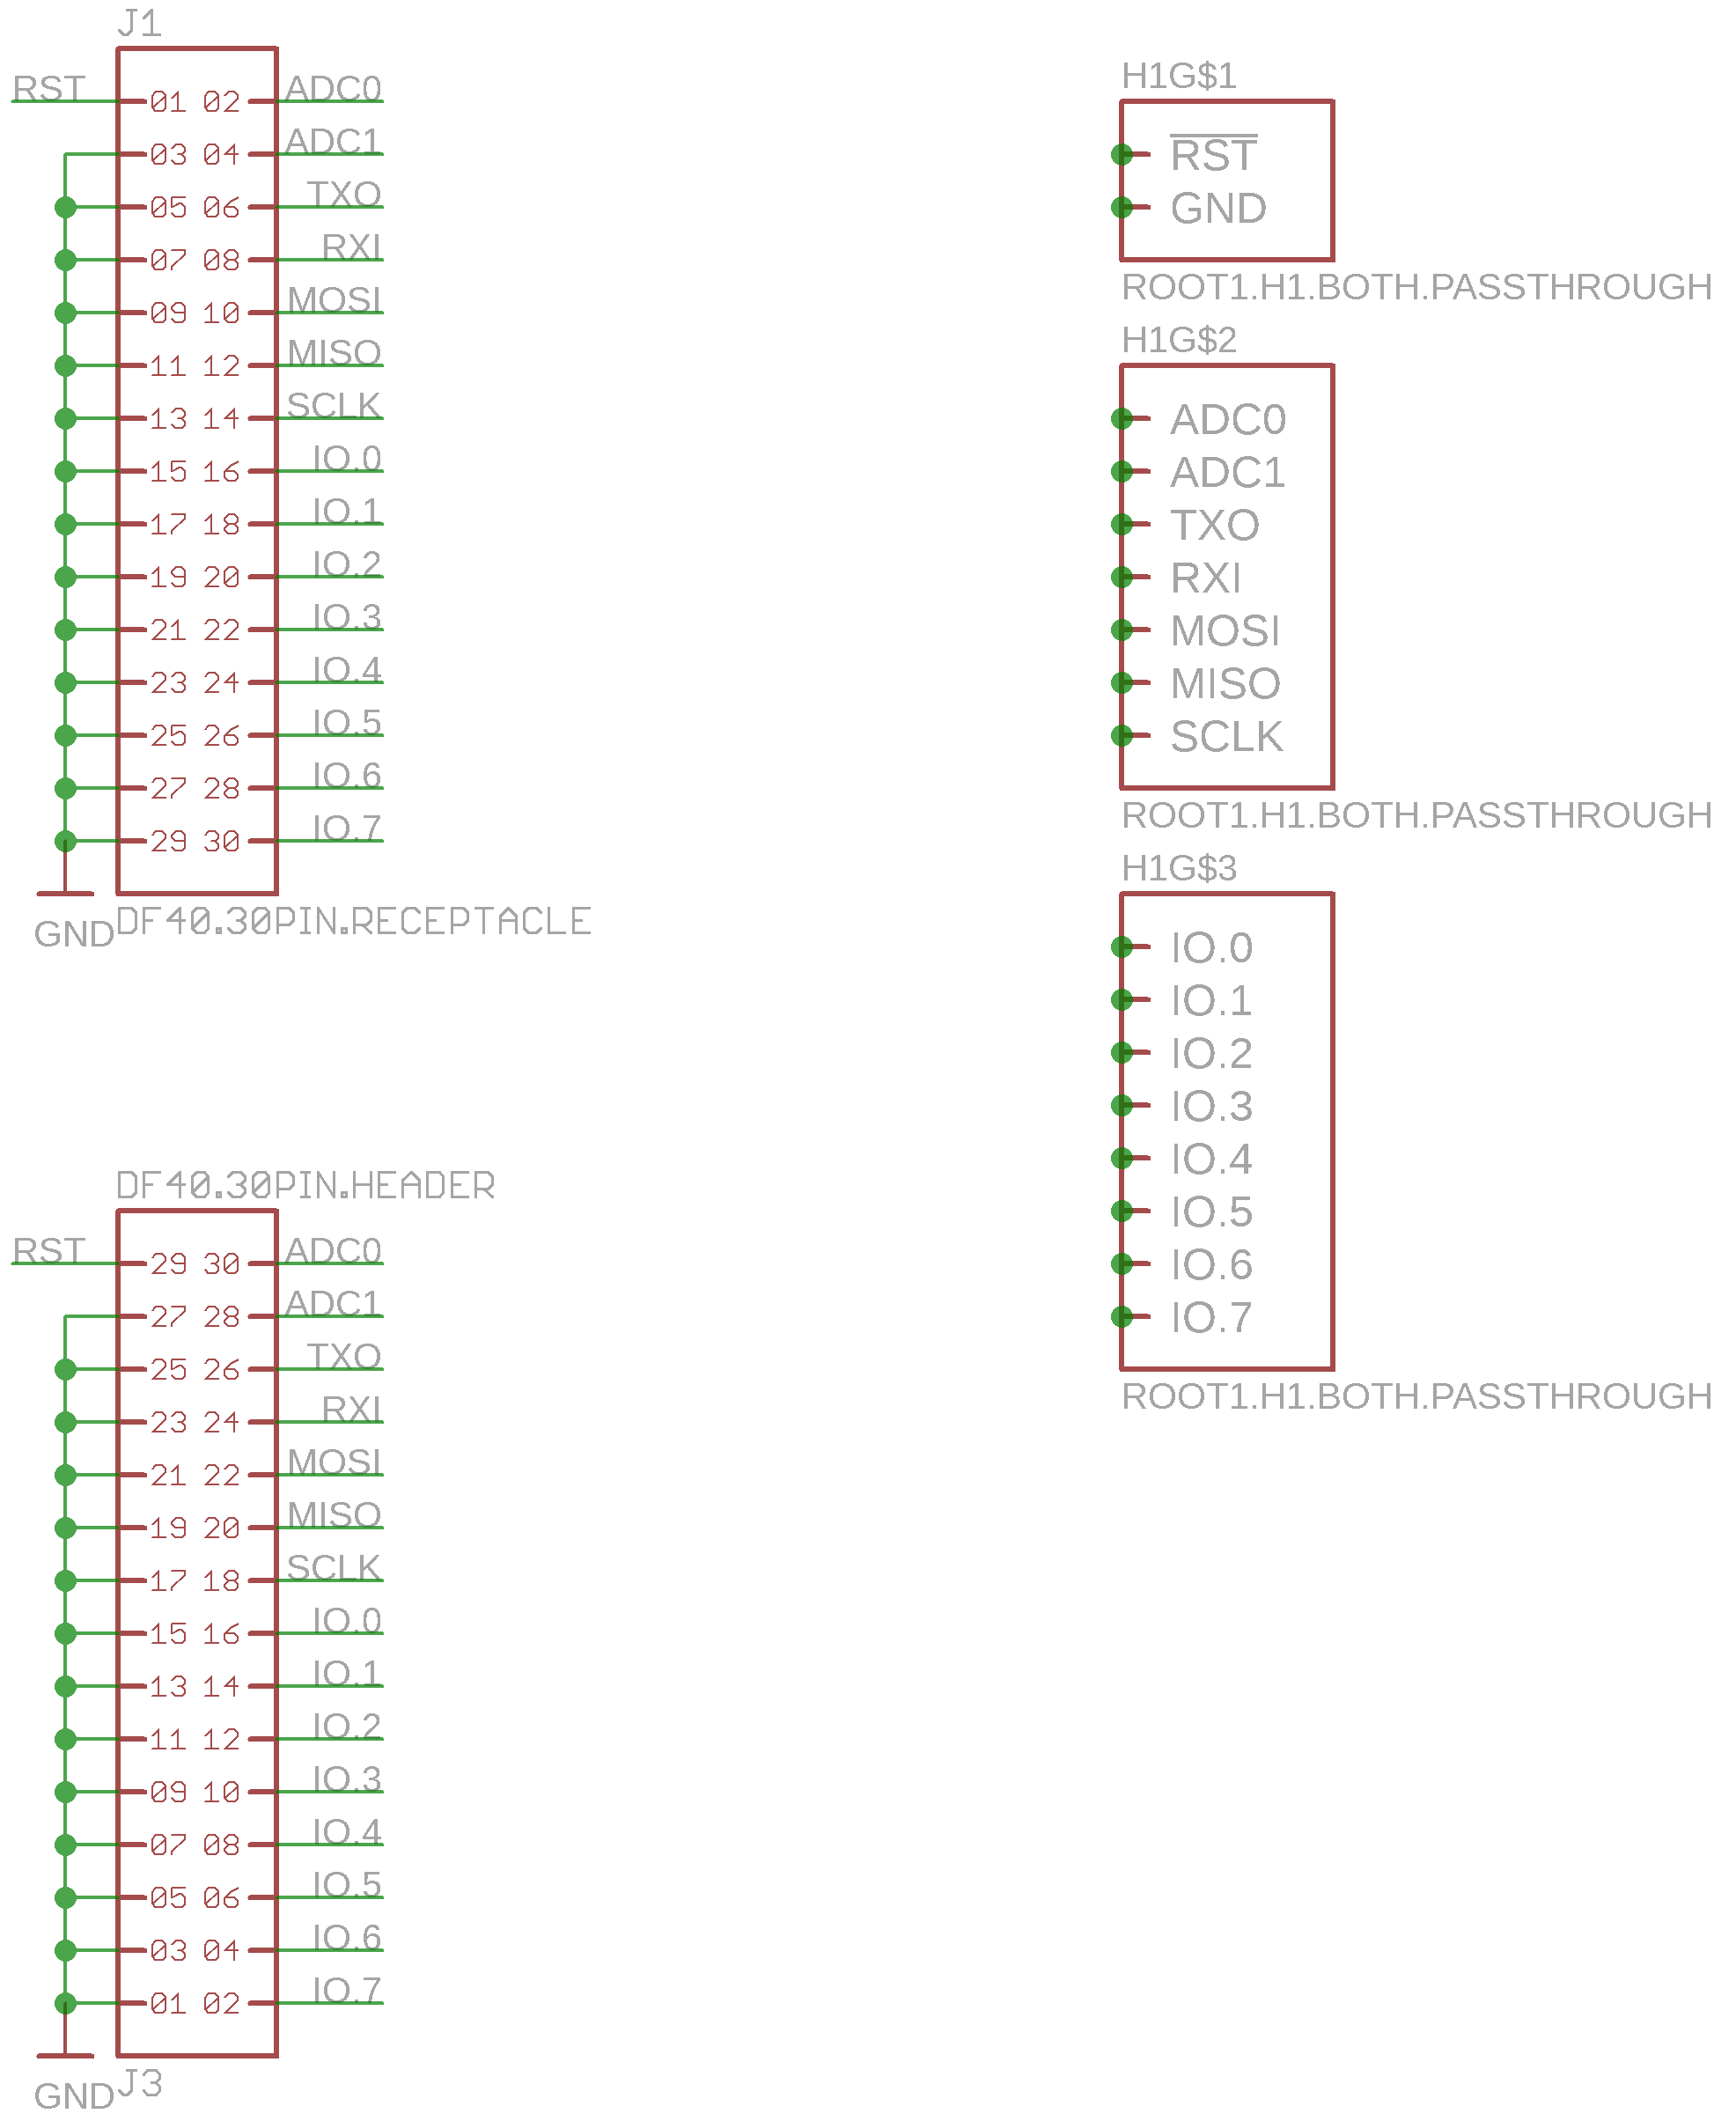 J1
RST 01 02 ADC0
03 04 ADC1
05 06 TXO
07 08 RXI
09 10 MOSI
11 12 MISO
13 14 SCLK
15 16 IO.0
17 18 IO.1
19 20 IO.2
21 22 IO.3
23 24 IO.4
25 26 IO.5
27 28 IO.6
29 30 IO.7
GND DF40.30PIN.RECEPTACLE
DF40.30PIN.HEADER
RST 29 30 ADC0
27 28 ADC1
25 26 TXO
23 24 RXI
21 22 MOSI
19 20 MISO
17 18 SCLK
15 16 IO.0
13 14 IO.1
11 12 IO.2
09 10 IO.3
07 08 IO.4
05 06 IO.5
03 04 IO.6
01 02 IO.7
GND J3
H1G$1
RST
GND
ROOT1.H1.BOTH.PASSTHROUGH
H1G$2
ADC0
ADC1
TXO
RXI
MOSI
MISO
SCLK
ROOT1.H1.BOTH.PASSTHROUGH
H1G$3
IO.0
IO.1
IO.2
IO.3
IO.4
IO.5
IO.6
IO.7
ROOT1.H1.BOTH.PASSTHROUGH